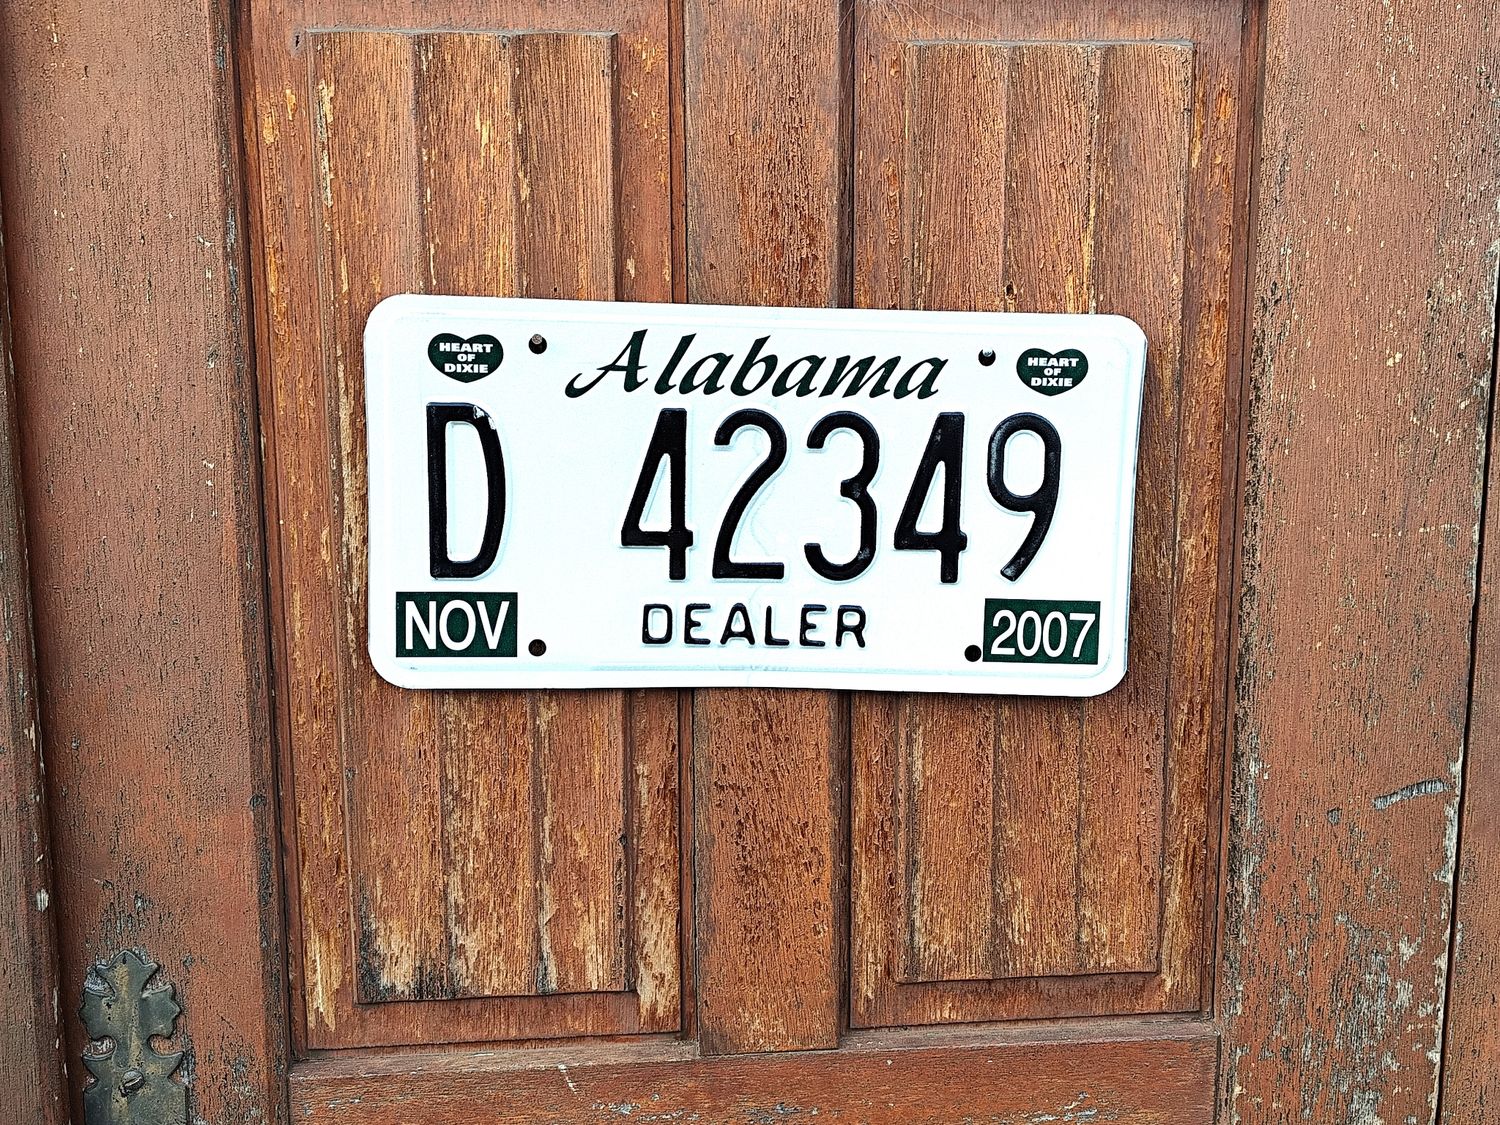 HEART
OF
DIXIE
Alabama
HEART
OF
DIXIE
D 42349
NOV
DEALER
2007